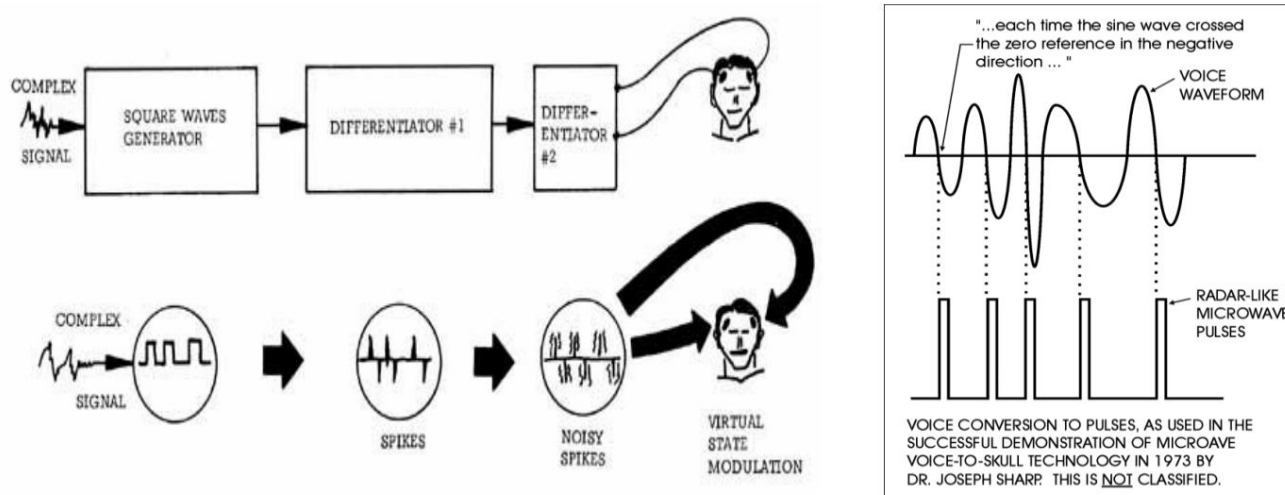 COMPLEX
SIGNAL
SQUARE WAVES
GENERATOR
DIFFERENTIATOR #1
DIFFER-
ENTIATOR
#2
COMPLEX
SIGNAL
SPIKES
NOISY
SPIKES
VIRTUAL
STATE
MODULATION
"...each time the sine wave crossed
the zero reference in the negative
direction ... "
VOICE
WAVEFORM
RADAR-LIKE
MICROWAVE
PULSES
VOICE CONVERSION TO PULSES, AS USED IN THE
SUCCESSFUL DEMONSTRATION OF MICROAVE
VOICE-TO-SKULL TECHNOLOGY IN 1973 BY
DR. JOSEPH SHARP. THIS IS NOT CLASSIFIED.